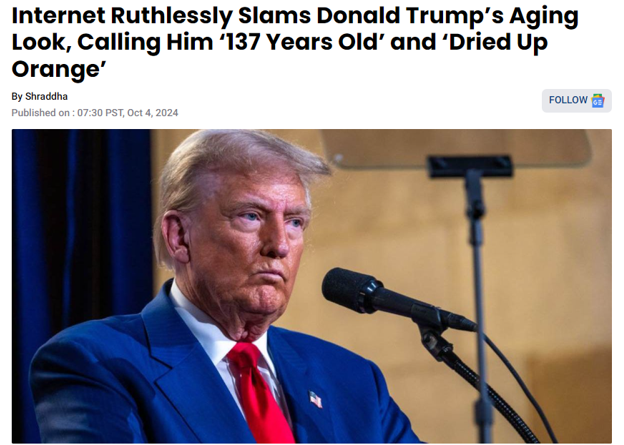 Internet Ruthlessly Slams Donald Trump’s Aging
Look, Calling Him ‘137 Years Old’ and ‘Dried Up
Orange’
By Shraddha
FOLLOW
Published on : 07:30 PST, Oct 4, 2024